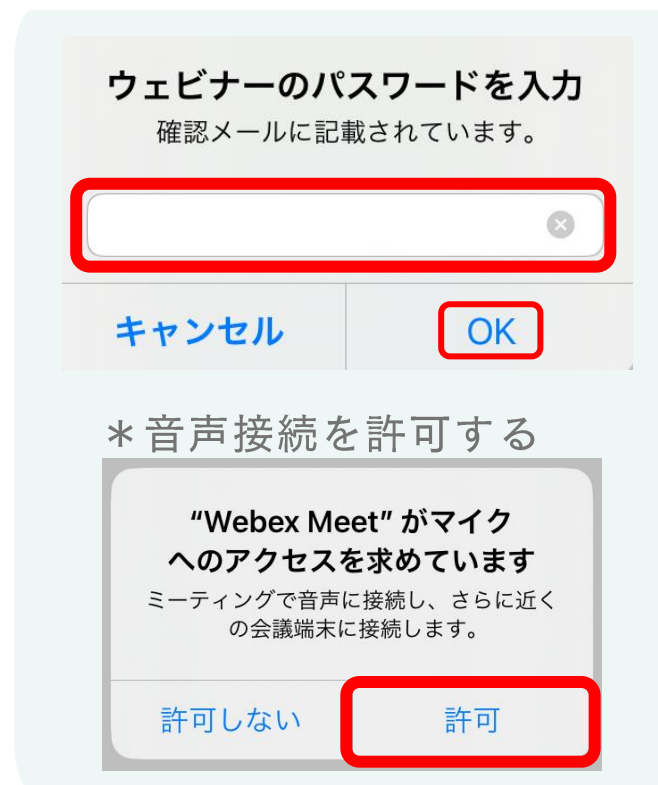 ウェビナーのパスワードを入力
確認メールに記載されています。
キャンセル
OK
＊音声接続を許可する
“Webex Meet” がマイク
へのアクセスを求めています
ミーティングで音声に接続し、さらに近く
の会議端末に接続します。
許可しない
許可